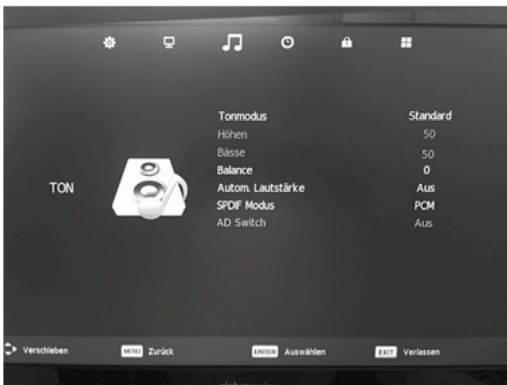 Tonmodus Standard
Höhen 50
Bässe 50
Balance 0
TON
Autom. Lautstärke Aus
SPDIF Modus PCM
AD Switch Aus
Verschieben MENU Zurück ENTER Auswählen EXIT Verlassen